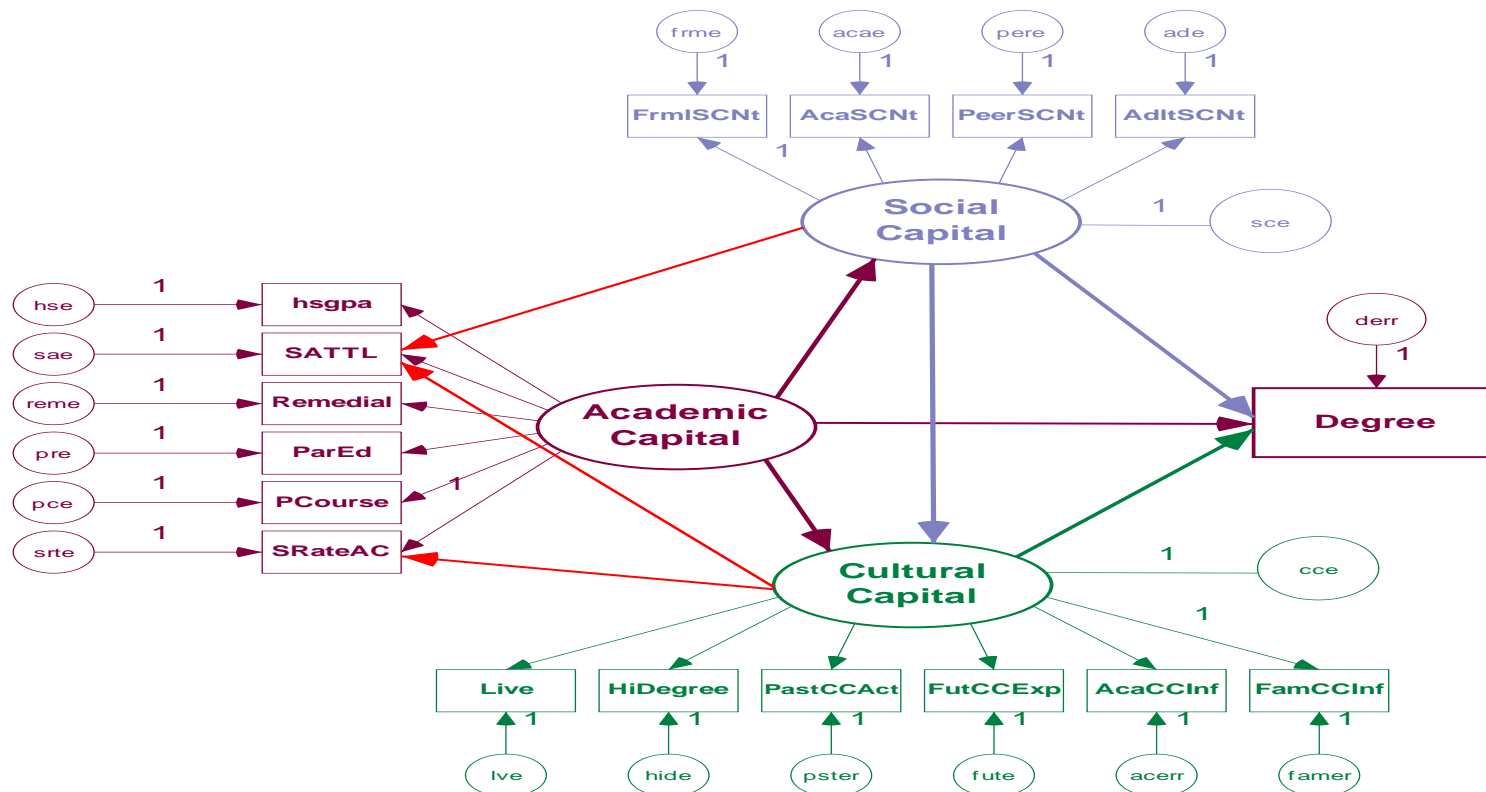 frme acae pere ade
1 1 1 1
FrmlSCNt AcaSCNt PeerSCNt AdltSCNt
1
Social
Capital
1
sce
hse 1 hsgpa
sae 1 SATTL
reme 1 Remedial
pre 1 ParEd
pce 1 PCourse
srte 1 SRateAC
1
Academic
Capital
derr
1
Degree
Cultural
Capital
1
cce
1
Live HiDegree PastCCAct FutCCExp AcaCCInf FamCCInf
1 1 1 1 1 1
lve hide pster fute acerr famer